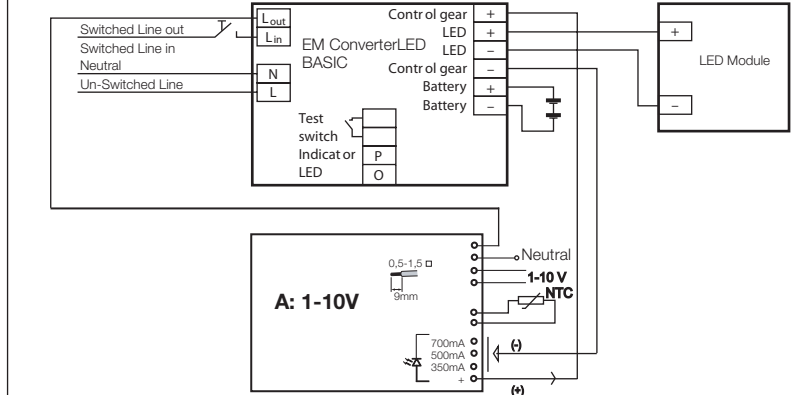 Switched Line out
Switched Line in
Neutral
Un-Switched Line
Lout
Lin
N
L
EM ConverterLED
BASIC
Control gear +
LED +
LED –
Control gear –
Battery +
Battery –
Test
switch
Indicator P
LED O
+
–
LED Module
A: 1-10V
0,5-1,5
9mm
Neutral
1-10 V
NTC
700mA
500mA
350mA
+
(-)
(+)